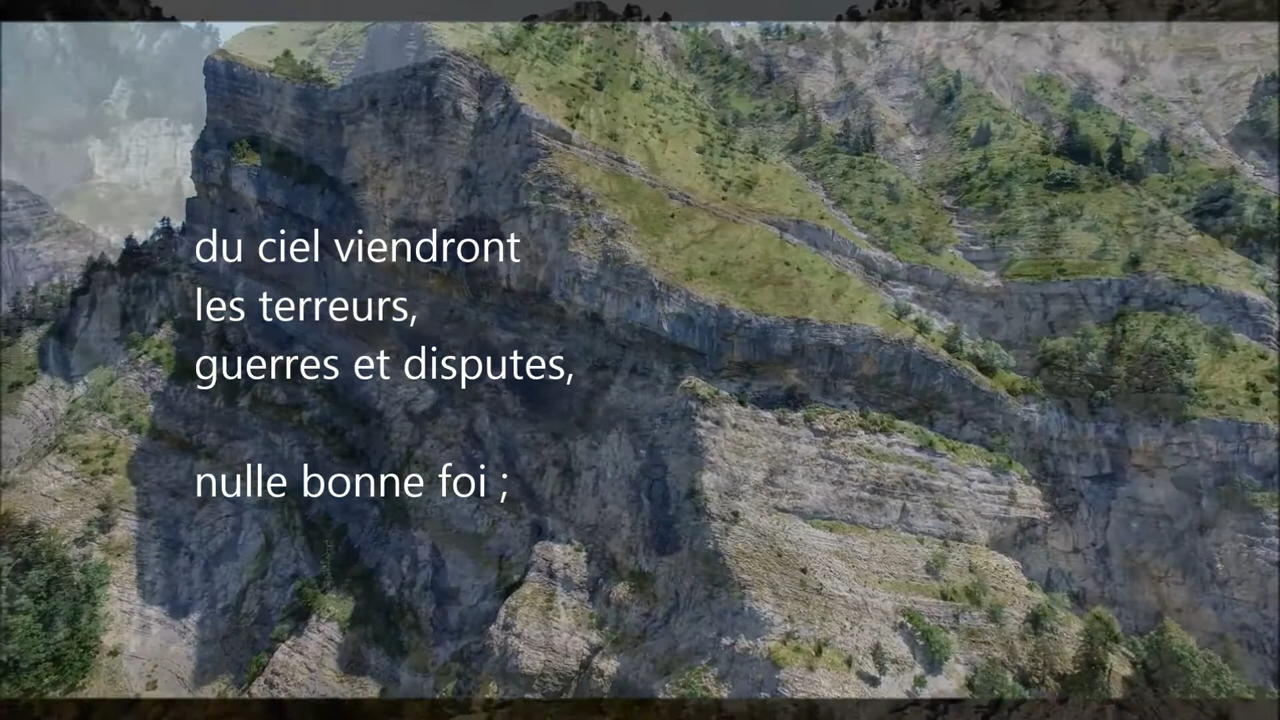 du ciel viendront
les terreurs,
guerres et disputes,
nulle bonne foi ;